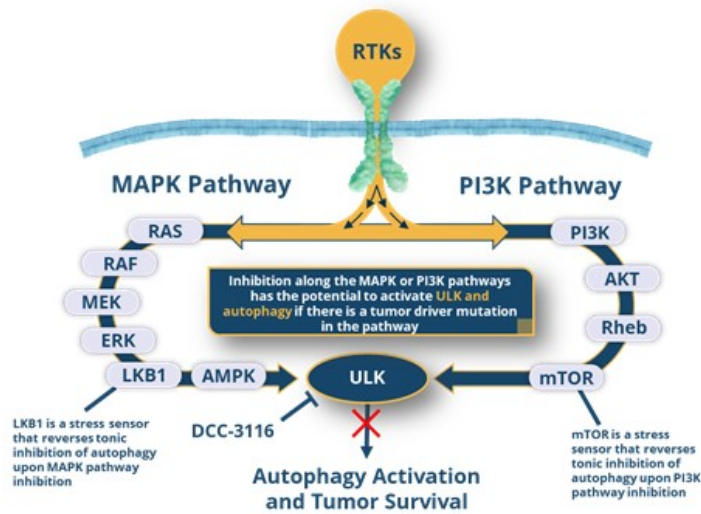 RTKs
MAPK Pathway
PI3K Pathway
RAS
RAF
MEK
ERK
LKB1
AMPK
PI3K
AKT
Rheb
mTOR
Inhibition along the MAPK or PI3K pathways
has the potential to activate ULK and
autophagy if there is a tumor driver mutation
in the pathway
ULK
DCC-3116
LKB1 is a stress sensor
that reverses tonic
inhibition of autophagy
upon MAPK pathway
inhibition
mTOR is a stress
sensor that reverses
tonic inhibition of
autophagy upon PI3K
pathway inhibition
Autophagy Activation
and Tumor Survival